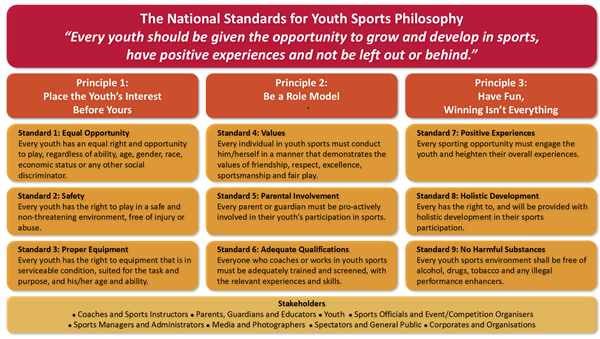 The National Standards for Youth Sports Philosophy
“Every youth should be given the opportunity to grow and develop in sports,
have positive experiences and not be left out or behind.”
Principle 1:
Place the Youth’s Interest
Before Yours
Principle 2:
Be a Role Model
Principle 3:
Have Fun,
Winning Isn’t Everything
Standard 1: Equal Opportunity
Every youth has an equal right and opportunity
to play, regardless of ability, age, gender, race,
economic status or any other social
discriminator.
Standard 4: Values
Every individual in youth sports must conduct
him/herself in a manner that demonstrates the
values of friendship, respect, excellence,
sportsmanship and fair play.
Standard 7: Positive Experiences
Every sporting opportunity must engage the
youth and heighten their overall experiences.
Standard 2: Safety
Every youth has the right to play in a safe and
non-threatening environment, free of injury or
abuse.
Standard 5: Parental Involvement
Every parent or guardian must be pro-actively
involved in their youth’s participation in sports.
Standard 8: Holistic Development
Every has the right to, and will be provided with
holistic development in their sports
participation.
Standard 3: Proper Equipment
Every youth has the right to equipment that is in
serviceable condition, suited for the task and
purpose, and his/her age and ability.
Standard 6: Adequate Qualifications
Everyone who coaches or works in youth sports
must be adequately trained and screened, with
the relevant experiences and skills.
Standard 9: No Harmful Substances
Every youth sports environment shall be free of
alcohol, drugs, tobacco and any illegal
performance enhancers.
Stakeholders
• Coaches and Sports Instructors • Parents, Guardians and Educators • Youth • Sports Officials and Event/Competition Organisers
• Sports Managers and Administrators • Media and Photographers • Spectators and General Public • Corporates and Organisations